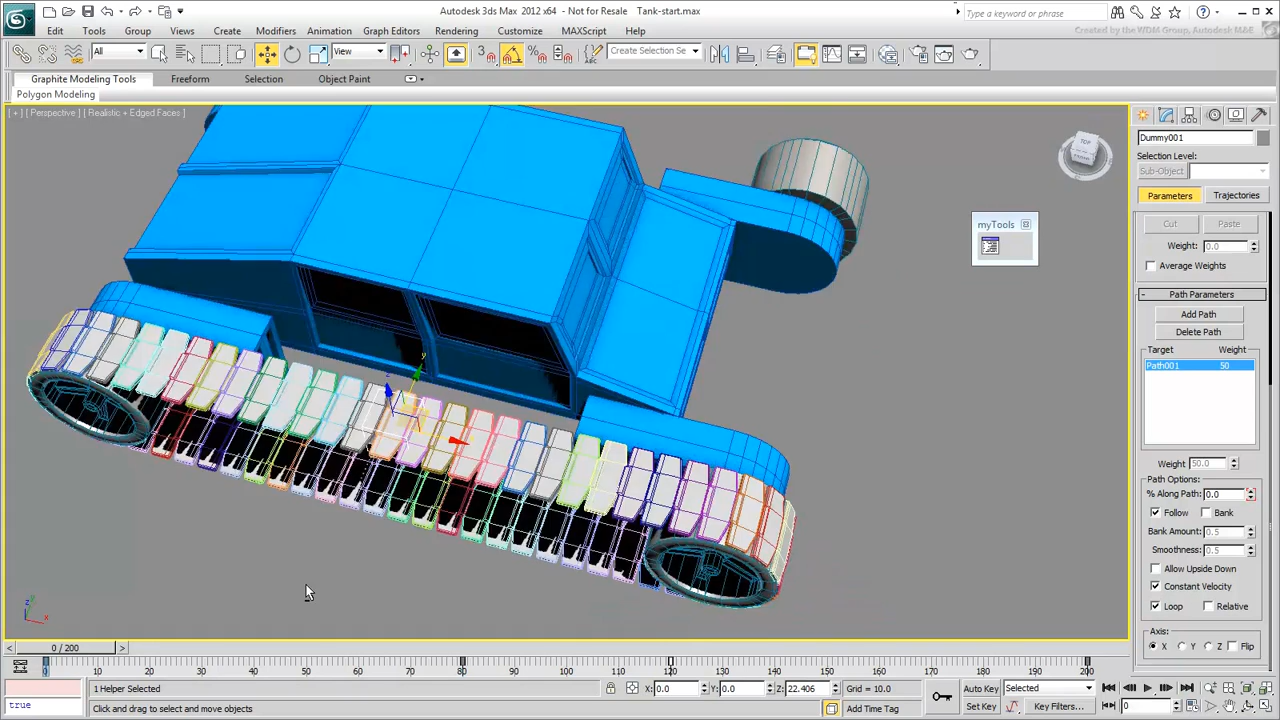 Autodesk 3ds Max 2012 x64 - Not for Resale Tank-start.max
Type a keyword or phrase
Edit Tools Group Views Create Modifiers Animation Graph Editors Rendering Customize MAXScript Help
Created by the WDM Group, Autodesk M&E
All View Create Selection Se
Graphite Modeling Tools Freeform Selection Object Paint
Polygon Modeling
[ + ] [ Perspective ] [ Realistic + Edged Faces ]
TOP
myTools
Dummy001
Selection Level:
Sub-Object
Parameters Trajectories
Cut Paste
Weight: 0.0
Average Weights
- Path Parameters
Add Path
Delete Path
Target Weight
Path001 50
Weight 50.0
Path Options:
% Along Path: 0.0
Follow Bank
Bank Amount: 0.5
Smoothness: 0.5
Allow Upside Down
Constant Velocity
Loop Relative
Axis:
X Y Z Flip
y
z
x
0 / 200
0 10 20 30 40 50 60 70 80 90 100 110 120 130 140 150 160 170 180 190 200
1 Helper Selected X: 0.0 Y: 0.0 Z: 22.406 Grid = 10.0 Auto Key Selected
true Click and drag to select and move objects Add Time Tag Set Key Key Filters... 0